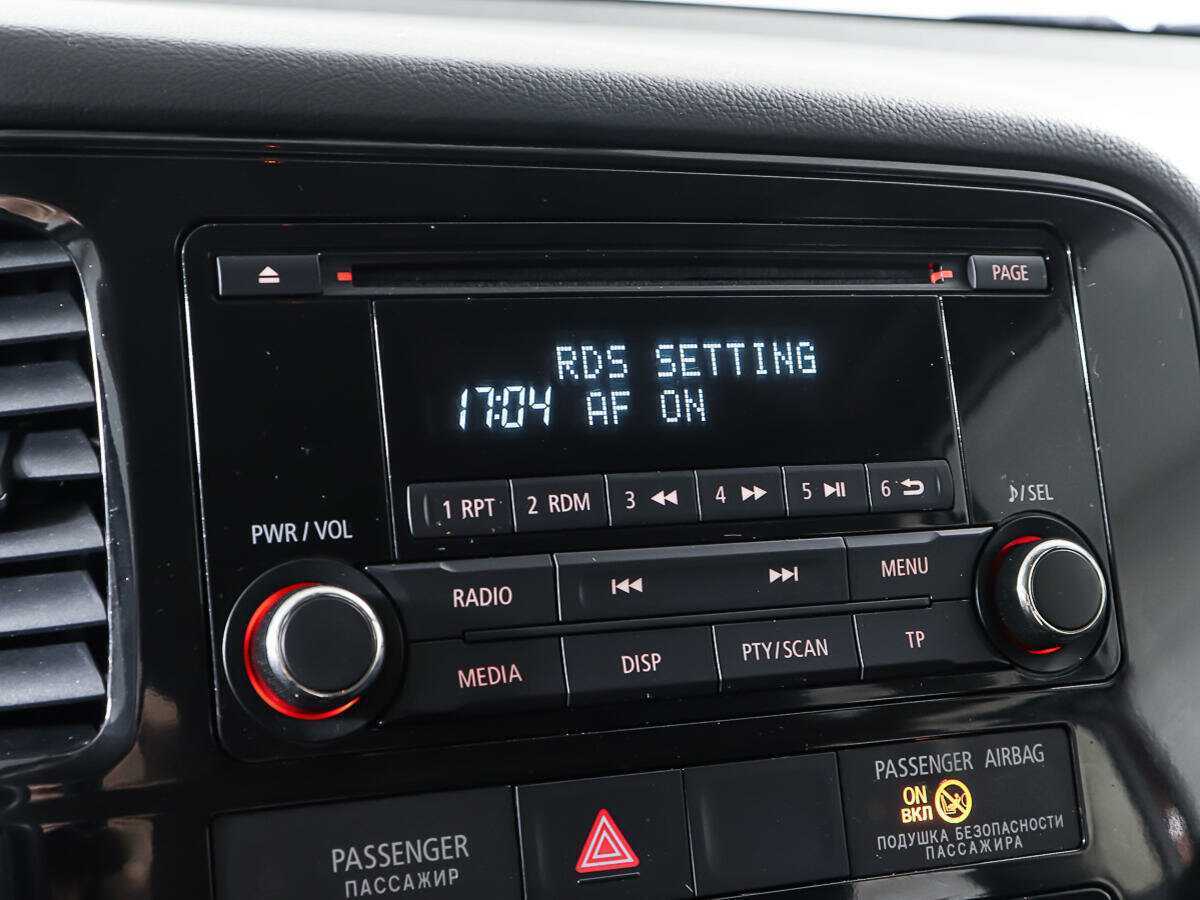 PAGE
RDS SETTING
17:04 AF ON
1 RPT 2 RDM 3 4 5 6
PWR / VOL
♪/SEL
RADIO MENU
MEDIA DISP PTY/SCAN TP
PASSENGER AIRBAG
ON
ВКЛ
ПОДУШКА БЕЗОПАСНОСТИ
ПАССАЖИРА
PASSENGER
ПАССАЖИР